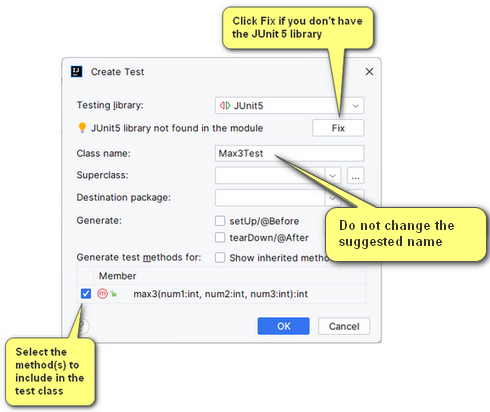 Click Fix if you don't have
the JUnit 5 library
Create Test
Testing library:
JUnit5
JUnit5 library not found in the module
Fix
Class name:
Max3Test
Superclass:
...
Destination package:
Do not change the
suggested name
Generate:
setUp/@Before
tearDown/@After
Generate test methods for:
Show inherited
Member
max3(num1:int, num2:int, num3:int):int
OK
Cancel
Select the
method(s) to
include in the
test class